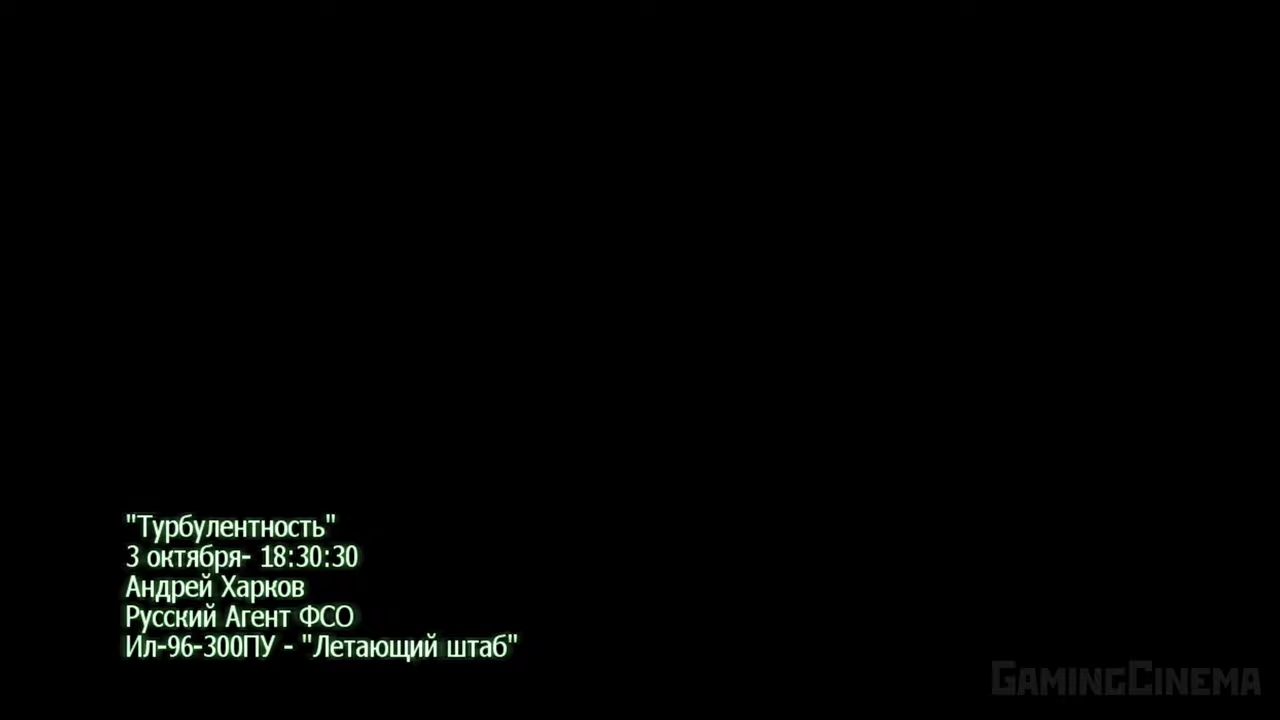 "Турбулентность"
3 октября- 18:30:30
Андрей Харков
Русский Агент ФСО
Ил-96-300ПУ - "Летающий штаб"
GamingCinema